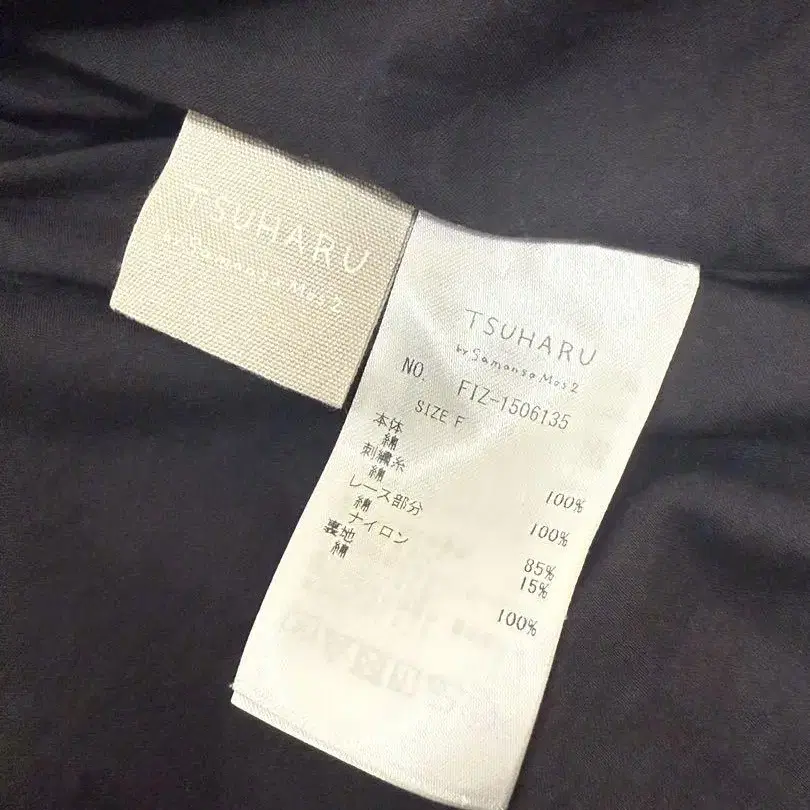 TSUHARU
by Samansa Mos2
TSUHARU
by Samansa Mos2
NO. FIZ-1506135
SIZE F
本体
綿 100%
刺繍糸
綿 100%
レース部分
綿 85%
ナイロン 15%
裏地
綿 100%